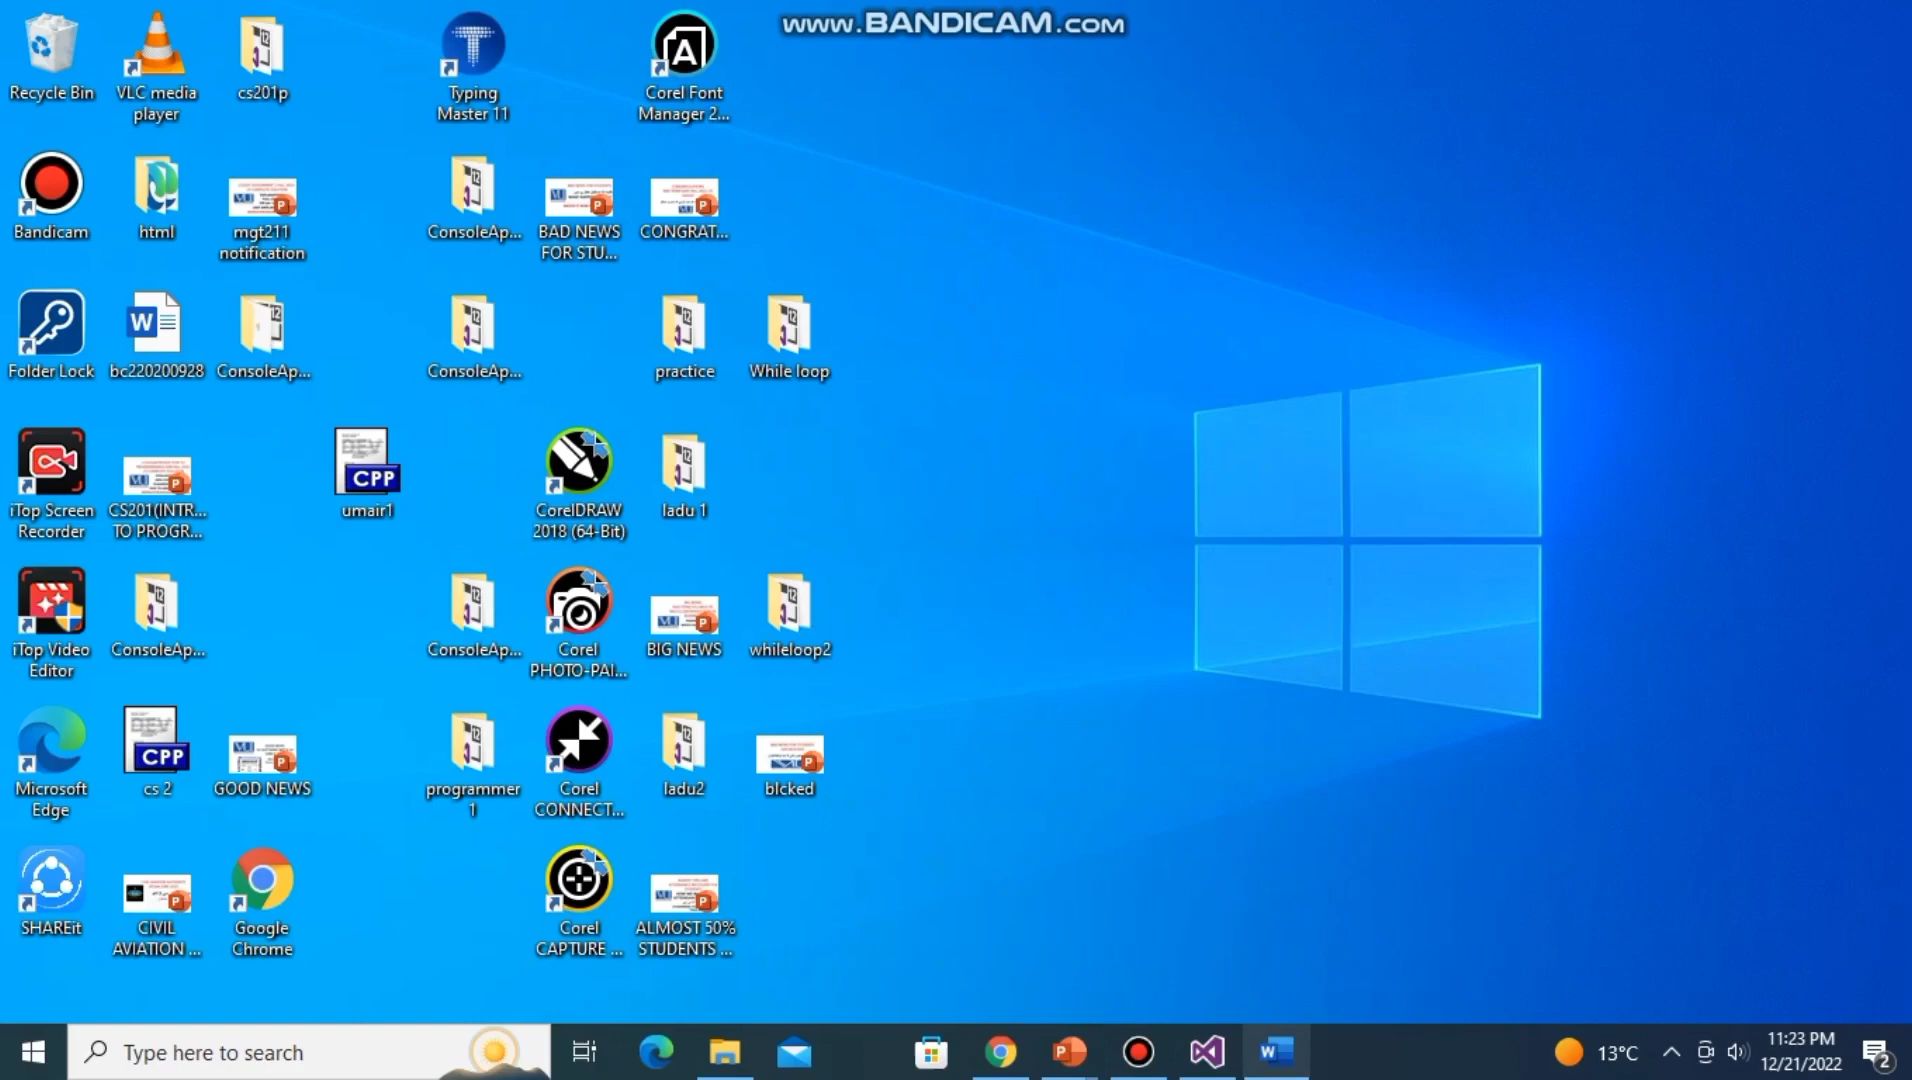 www.BANDICAM.com
Recycle Bin
VLC media
player
cs201p
Typing
Master 11
Corel Font
Manager 2...
Bandicam
html
mgt211
notification
ConsoleAp...
BAD NEWS
FOR STU...
CONGRAT...
Folder Lock
bc220200928
ConsoleAp...
ConsoleAp...
practice
While loop
iTop Screen
Recorder
CS201(INTR...
TO PROGR...
CPP
umair1
CorelDRAW
2018 (64-Bit)
ladu 1
iTop Video
Editor
ConsoleAp...
ConsoleAp...
Corel
PHOTO-PAI...
BIG NEWS
whileloop2
Microsoft
Edge
CPP
cs 2
GOOD NEWS
programmer
1
Corel
CONNECT...
ladu2
blcked
SHAREit
CIVIL
AVIATION ...
Google
Chrome
Corel
CAPTURE ...
ALMOST 50%
STUDENTS ...
Type here to search
13°C
11:23 PM
12/21/2022
2